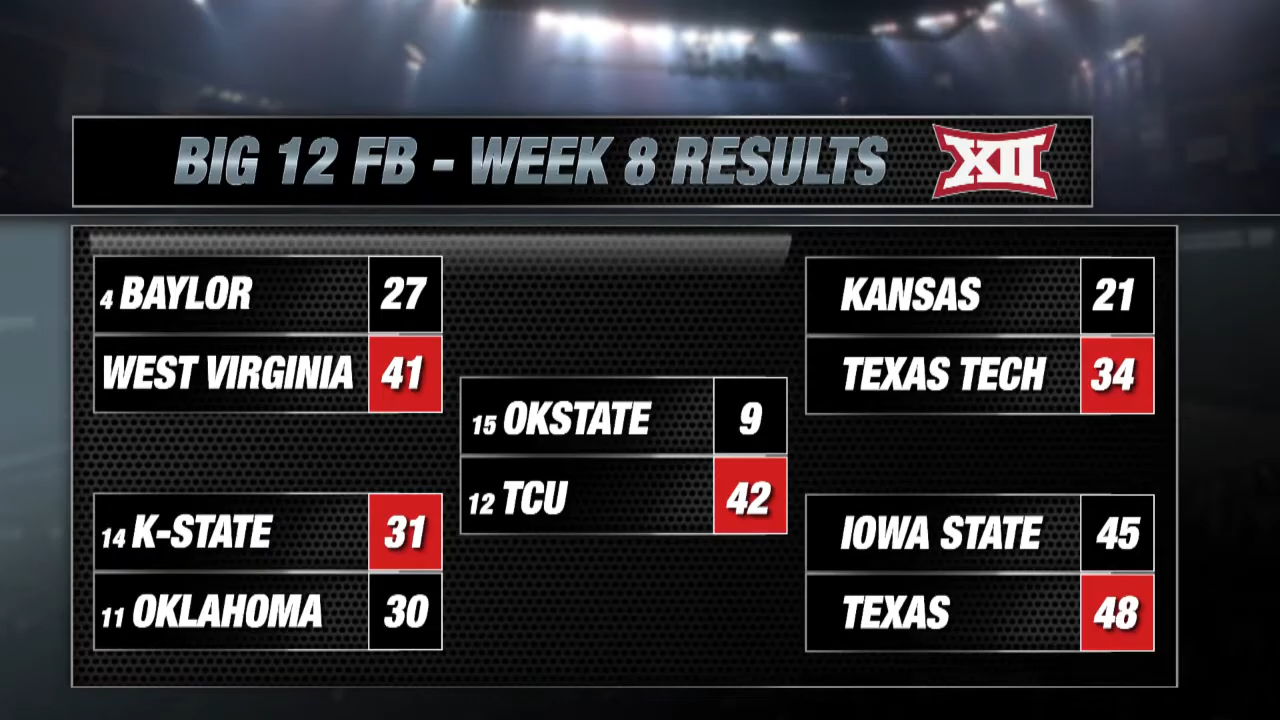 BIG 12 FB - WEEK 8 RESULTS XII
4 BAYLOR 27
WEST VIRGINIA 41
14 K-STATE 31
11 OKLAHOMA 30
15 OKSTATE 9
12 TCU 42
KANSAS 21
TEXAS TECH 34
IOWA STATE 45
TEXAS 48